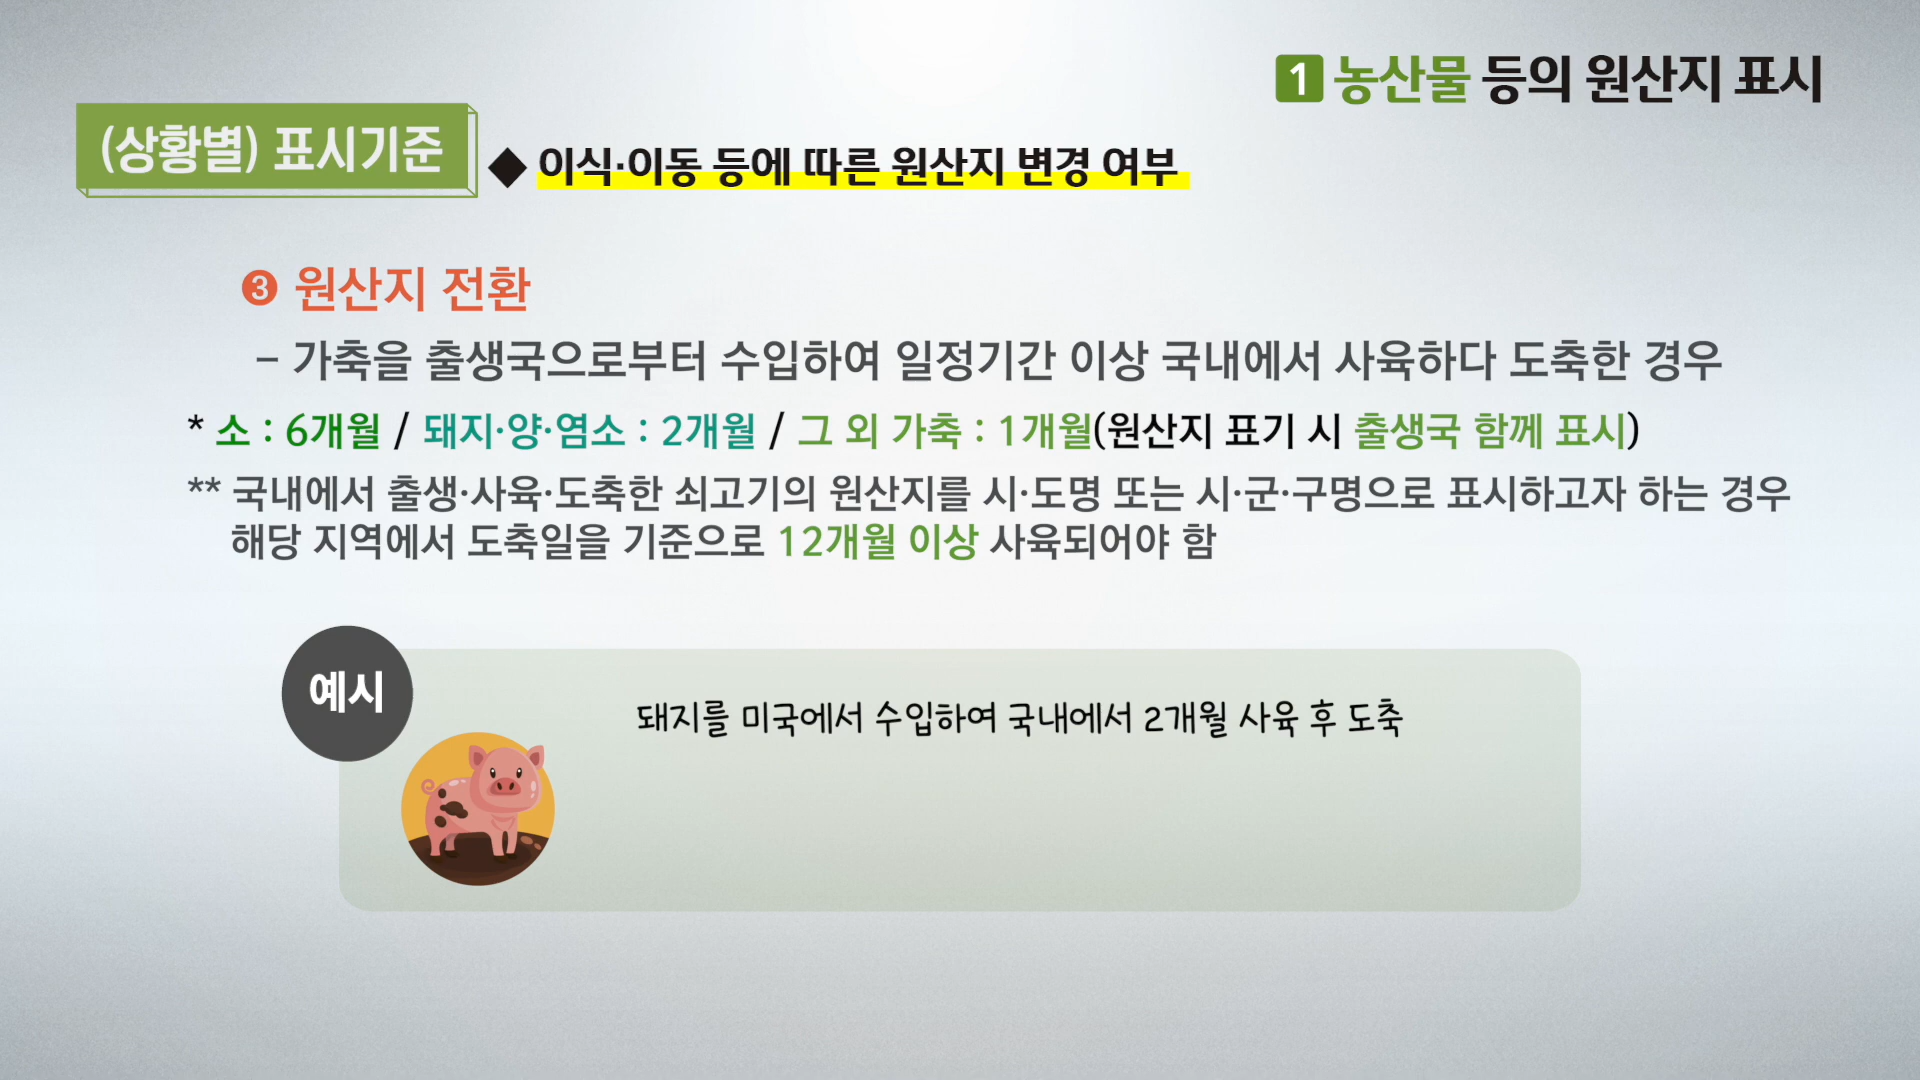 1 농산물 등의 원산지 표시
(상황별) 표시기준
◆ 이식·이동 등에 따른 원산지 변경 여부
❸ 원산지 전환
- 가축을 출생국으로부터 수입하여 일정기간 이상 국내에서 사육하다 도축한 경우
* 소 : 6개월 / 돼지·양·염소 : 2개월 / 그 외 가축 : 1개월(원산지 표기 시 출생국 함께 표시)
** 국내에서 출생·사육·도축한 쇠고기의 원산지를 시·도명 또는 시·군·구명으로 표시하고자 하는 경우
해당 지역에서 도축일을 기준으로 12개월 이상 사육되어야 함
예시
돼지를 미국에서 수입하여 국내에서 2개월 사육 후 도축